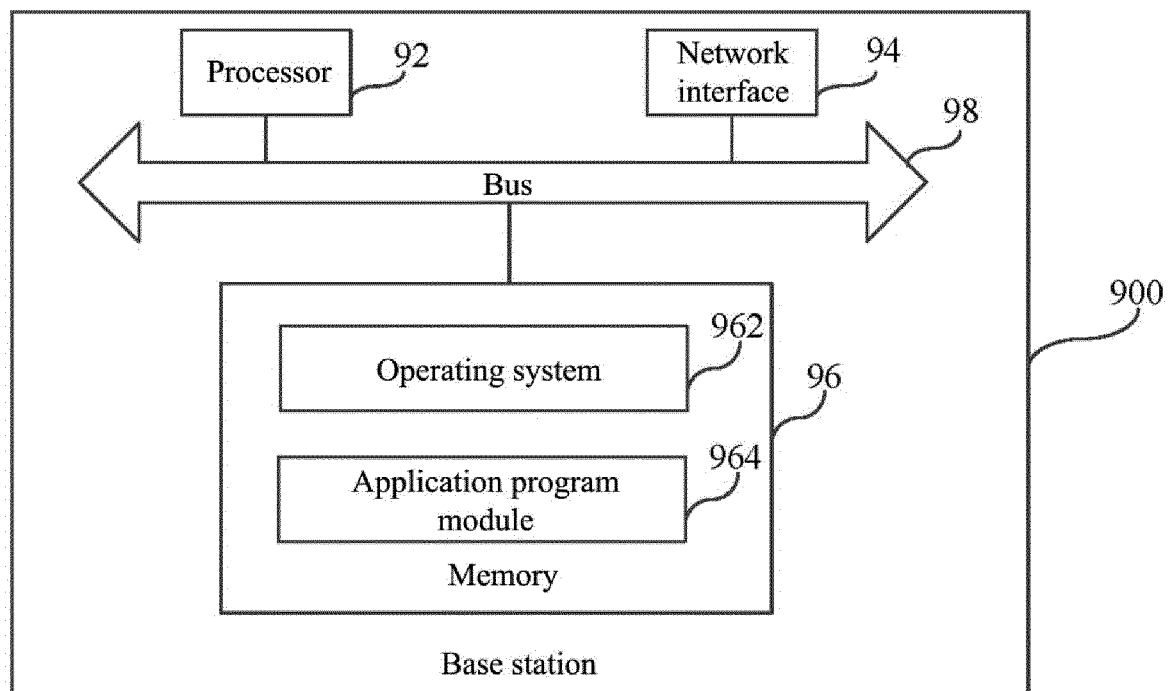 Processor
92
Network
interface
94
98
Bus
900
962
Operating system
96
964
Application program
module
Memory
Base station